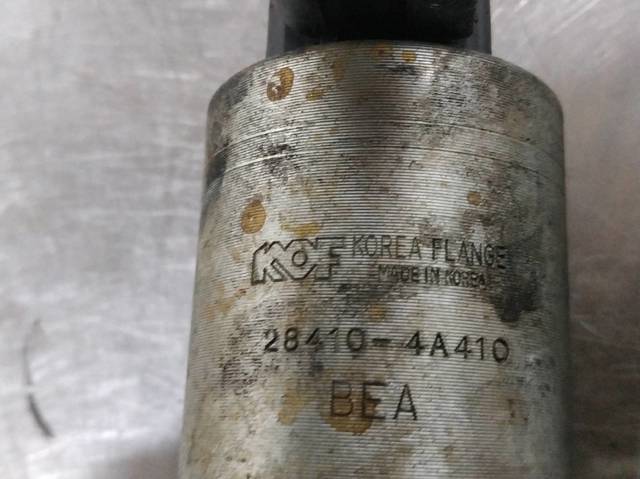 KOF KOREA FLANGE
MADE IN KOREA
28410-4A410
BEA